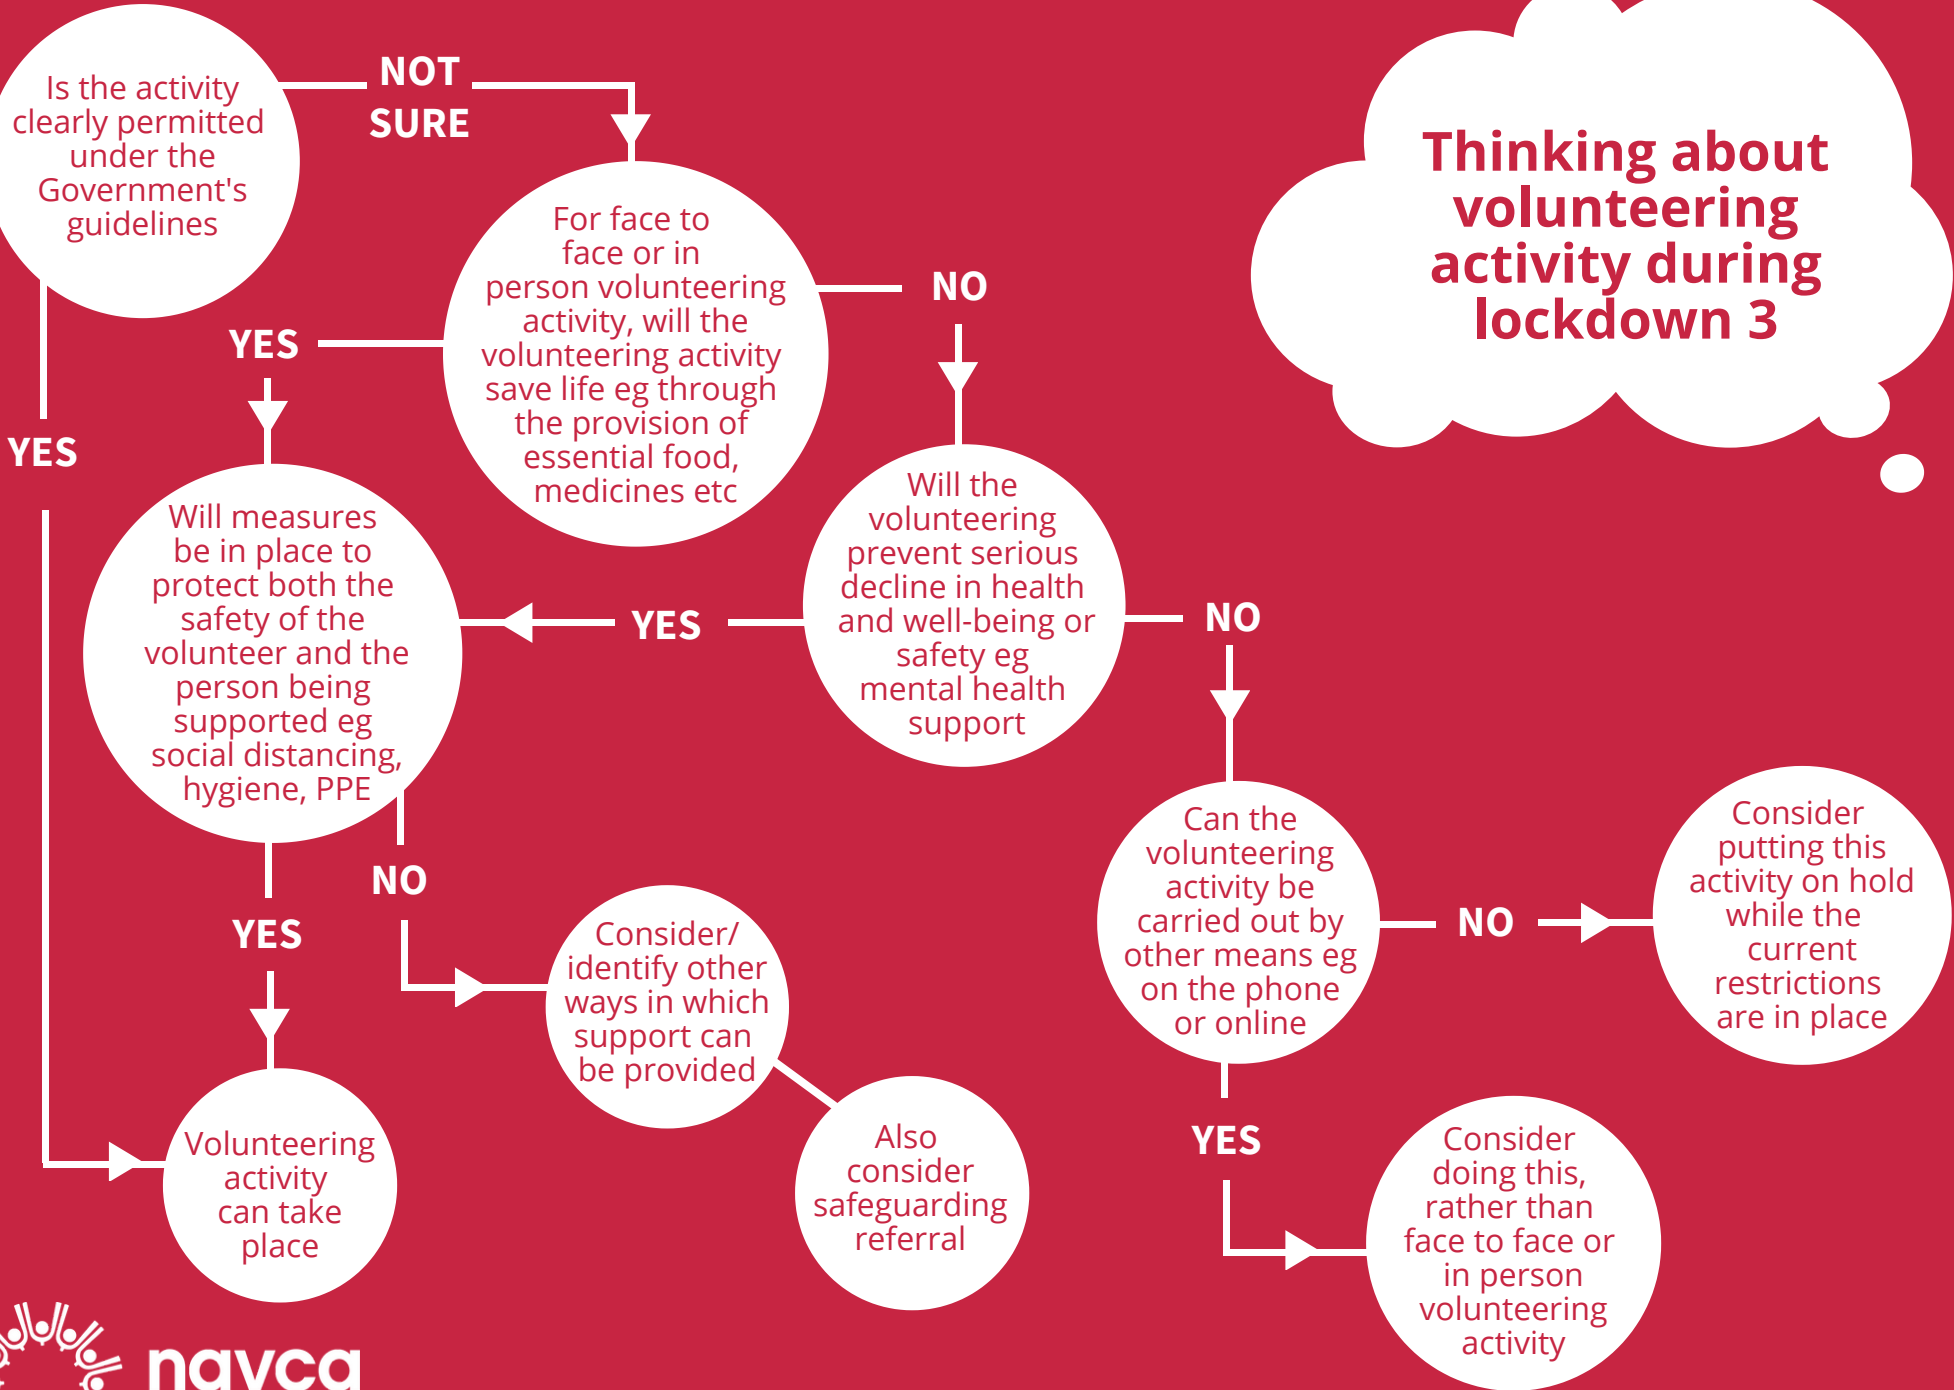 Is the activity
clearly permitted
under the
Government's
guidelines
NOT
SURE
Thinking about
volunteering
activity during
lockdown 3
For face to
face or in
person volunteering
activity, will the
volunteering activity
save life eg through
the provision of
essential food,
medicines etc
NO
YES
YES
Will the
volunteering
prevent serious
decline in health
and well-being or
safety eg
mental health
support
Will measures
be in place to
protect both the
safety of the
volunteer and the
person being
supported eg
social distancing,
hygiene, PPE
YES
NO
Can the
volunteering
activity be
carried out by
other means eg
on the phone
or online
NO
Consider
putting this
activity on hold
while the
current
restrictions
are in place
NO
YES
Consider/
identify other
ways in which
support can
be provided
Also
consider
safeguarding
referral
YES
Consider
doing this,
rather than
face to face or
in person
volunteering
activity
Volunteering
activity
can take
place
navca